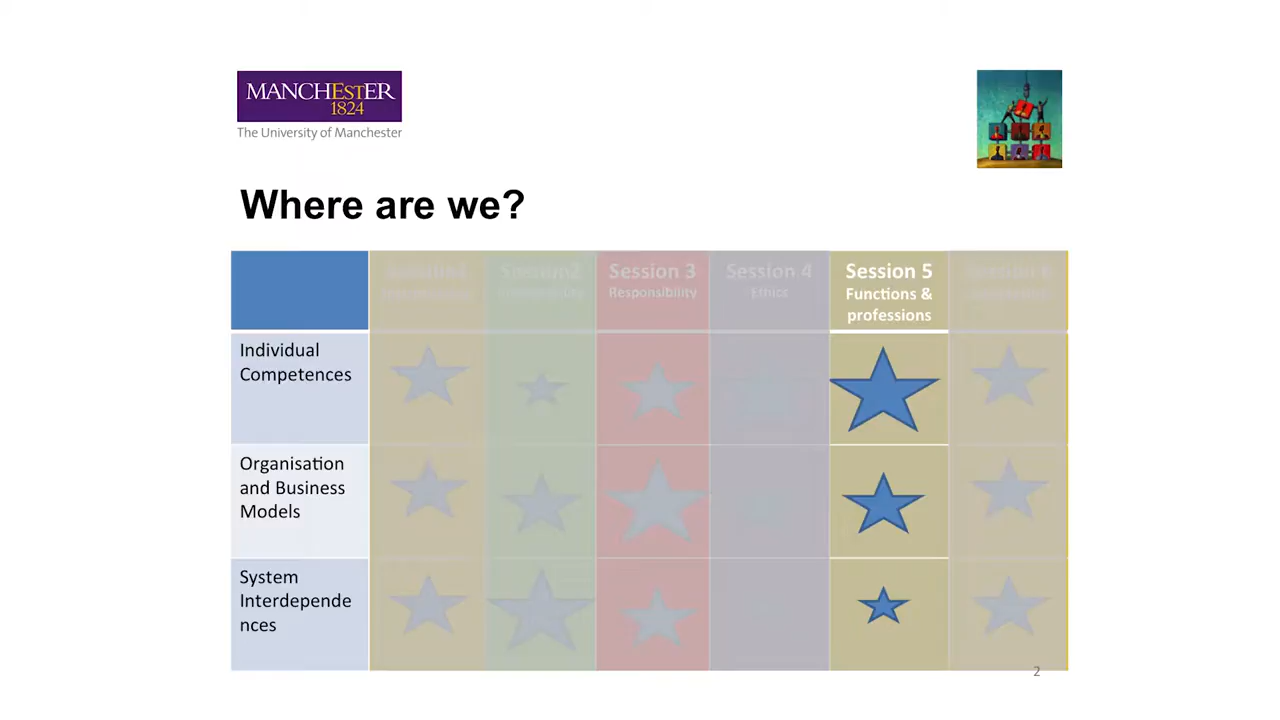 MANCHESTER
1824
The University of Manchester
Where are we?
Session 3
Responsibility
Session 4
Ethics
Session 5
Functions &
professions
Individual
Competences
Organisation
and Business
Models
System
Interdepende
nces
2